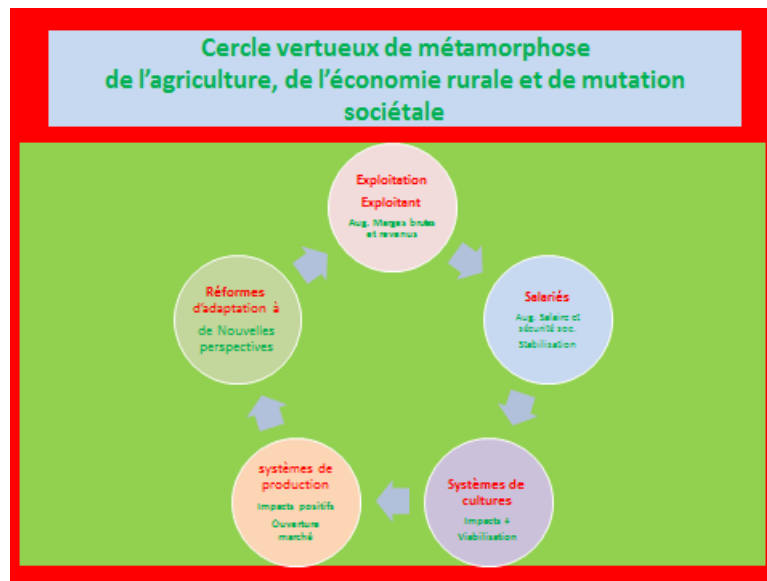 Cercle vertueux de métamorphose
de l'agriculture, de l'économie rurale et de mutation
sociétale
Exploitation
Exploitant
Aug. Marges brutes
et revenus
Salariés
Aug. Salaire et
sécurité soc.
Stabilisation
Systèmes de
cultures
Impacts +
Viabilisation
systèmes de
production
Impacts positifs
Ouverture
marché
Réformes
d'adaptation à
de Nouvelles
perspectives